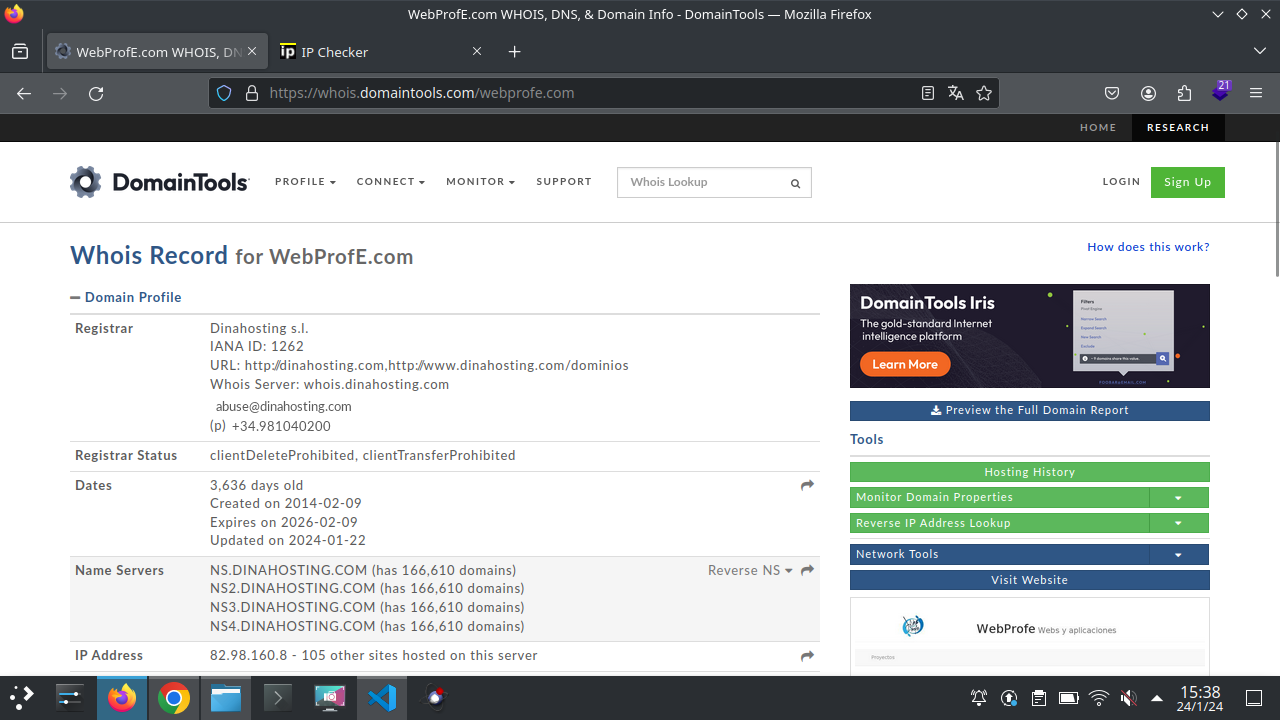 WebProfE.com WHOIS, DNS, & Domain Info - DomainTools — Mozilla Firefox
WebProfE.com WHOIS, DN
ip IP Checker
https://whois.domaintools.com/webprofe.com
21
HOME RESEARCH
DomainTools PROFILE CONNECT MONITOR SUPPORT Whois Lookup LOGIN Sign Up
Whois Record for WebProfE.com
How does this work?
Domain Profile
Registrar Dinahosting s.l.
IANA ID: 1262
URL: http://dinahosting.com,http://www.dinahosting.com/dominios
Whois Server: whois.dinahosting.com
abuse@dinahosting.com
(p) +34.981040200
Registrar Status clientDeleteProhibited, clientTransferProhibited
Dates 3,636 days old
Created on 2014-02-09
Expires on 2026-02-09
Updated on 2024-01-22
Name Servers NS.DINAHOSTING.COM (has 166,610 domains) Reverse NS
NS2.DINAHOSTING.COM (has 166,610 domains)
NS3.DINAHOSTING.COM (has 166,610 domains)
NS4.DINAHOSTING.COM (has 166,610 domains)
IP Address 82.98.160.8 - 105 other sites hosted on this server
DomainTools Iris
The gold-standard Internet
intelligence platform
Learn More
Filters
Preview the Full Domain Report
Tools
Hosting History
Monitor Domain Properties
Reverse IP Address Lookup
Network Tools
Visit Website
WebProfe Webs y aplicaciones
Proyectos
15:38
24/1/24